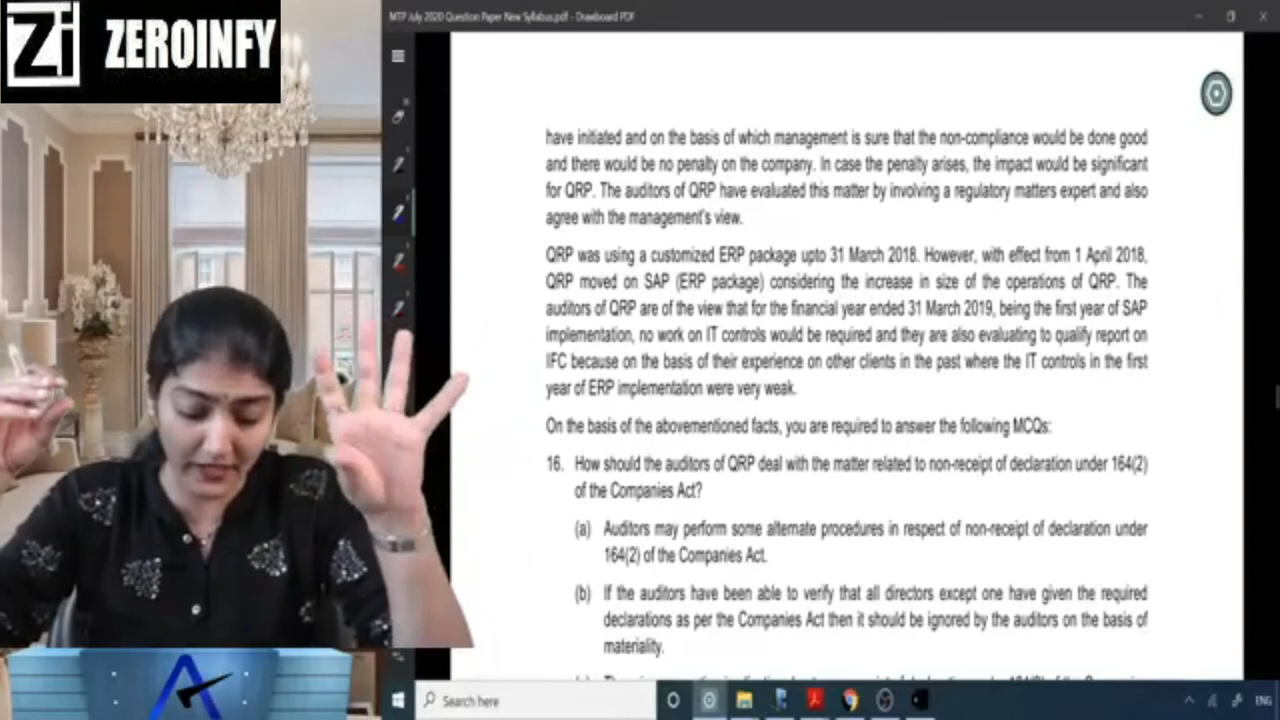 Zi ZEROINFY
MTP July 2020 Question Paper New Syllabus.pdf - Drawboard PDF
have initiated and on the basis of which management is sure that the non-compliance would be done good
and there would be no penalty on the company. In case the penalty arises, the impact would be significant
for QRP. The auditors of QRP have evaluated this matter by involving a regulatory matters expert and also
agree with the management's view.
QRP was using a customized ERP package upto 31 March 2018. However, with effect from 1 April 2018,
QRP moved on SAP (ERP package) considering the increase in size of the operations of QRP. The
auditors of QRP are of the view that for the financial year ended 31 March 2019, being the first year of SAP
implementation, no work on IT controls would be required and they are also evaluating to qualify report on
IFC because on the basis of their experience on other clients in the past where the IT controls in the first
year of ERP implementation were very weak.
On the basis of the abovementioned facts, you are required to answer the following MCQs:
16. How should the auditors of QRP deal with the matter related to non-receipt of declaration under 164(2)
of the Companies Act?
(a) Auditors may perform some alternate procedures in respect of non-receipt of declaration under
164(2) of the Companies Act.
(b) If the auditors have been able to verify that all directors except one have given the required
declarations as per the Companies Act then it should be ignored by the auditors on the basis of
materiality.
Search here
ENG